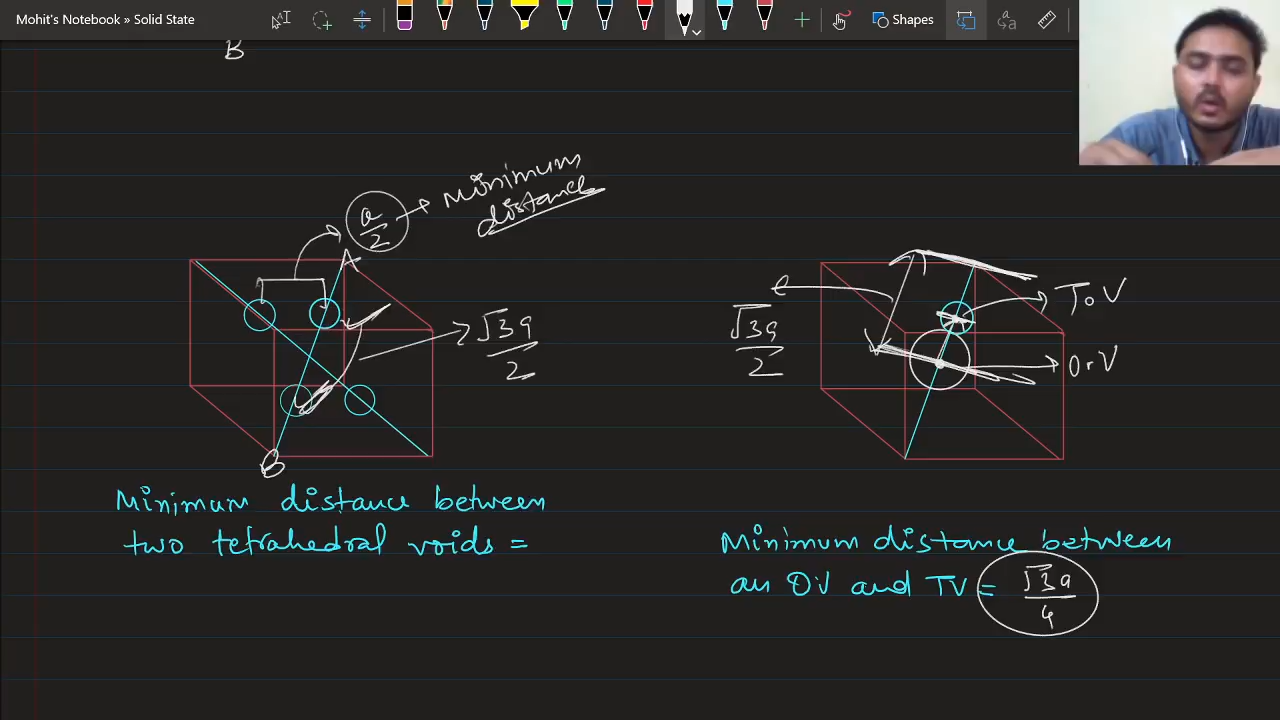 Mohit's Notebook » Solid State
Shapes
B
a/2 → Minimum
distance
A
√3a/2
B
Minimum distance between
two tetrahedral voids =
√3a/2
T.V
O.V
Minimum distance between
an OV and TV = √3a/4